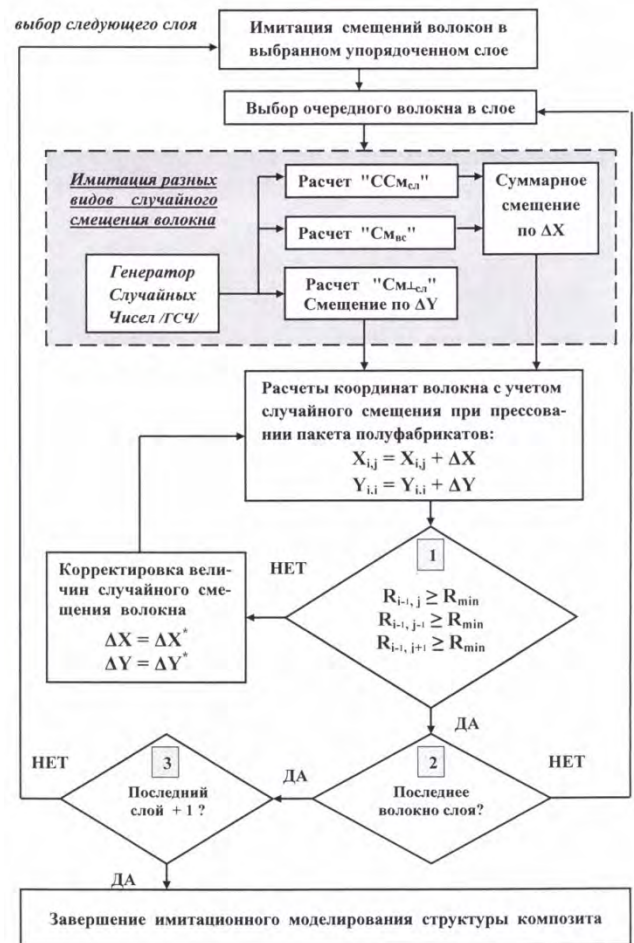 выбор следующего слоя
Имитация смещений волокон в
выбранном упорядоченном слое
Выбор очередного волокна в слое
Имитация разных
видов случайного
смещения волокна
Генератор
Случайных
Чисел /ГСЧ/
Расчет "ССм_сл"
Расчет "См_вс"
Расчет "См_⊥сл"
Смещение по ΔY
Суммарное
смещение
по ΔX
Расчеты координат волокна с учетом
случайного смещения при прессова-
нии пакета полуфабрикатов:
X_i,j = X_i,j + ΔX
Y_i,i = Y_i,i + ΔY
1
R_i-1, j ≥ R_min
R_i-1, j-1 ≥ R_min
R_i-1, j+1 ≥ R_min
НЕТ
Корректировка вели-
чин случайного сме-
щения волокна
ΔX = ΔX*
ΔY = ΔY*
ДА
2
Последнее
волокно слоя?
НЕТ
ДА
3
Последний
слой + 1 ?
НЕТ
ДА
Завершение имитационного моделирования структуры композита